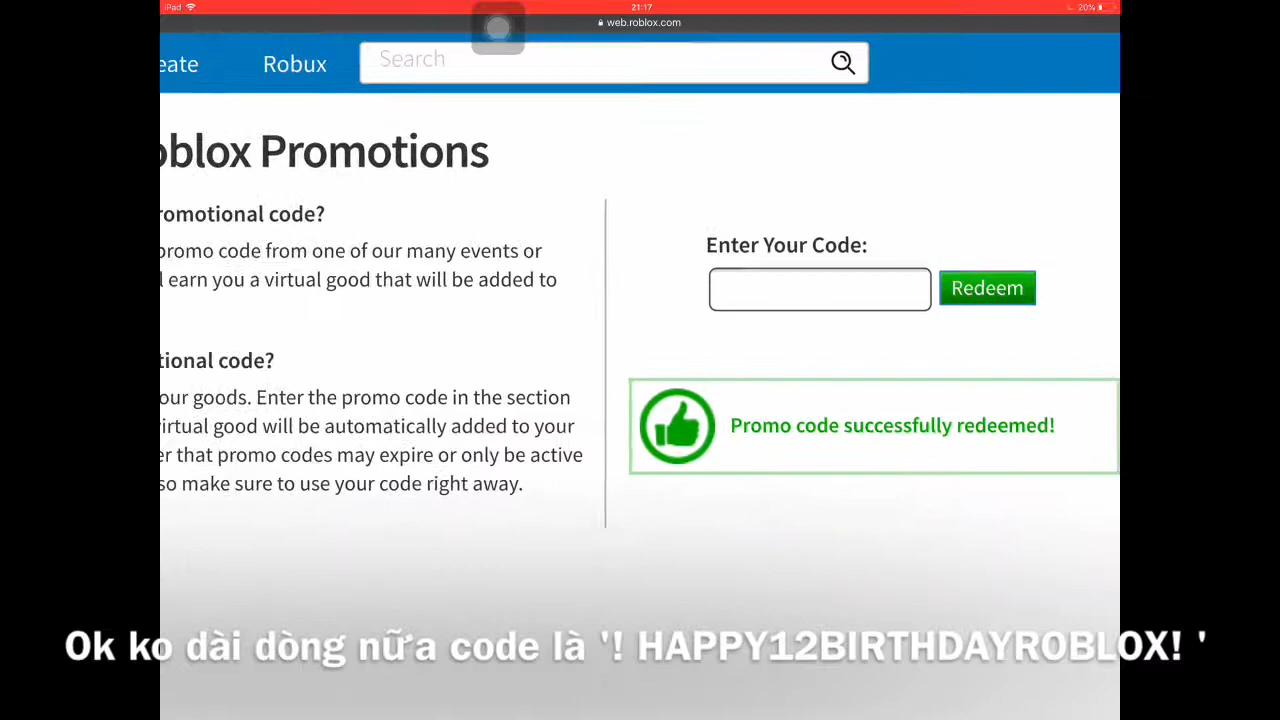 iPad
21:17
20%
web.roblox.com
eate
Robux
Search
oblox Promotions
romotional code?
promo code from one of our many events or
l earn you a virtual good that will be added to
tional code?
our goods. Enter the promo code in the section
virtual good will be automatically added to your
er that promo codes may expire or only be active
so make sure to use your code right away.
Enter Your Code:
Redeem
Promo code successfully redeemed!
Ok ko dài dòng nữa code là '! HAPPY12BIRTHDAYROBLOX! '